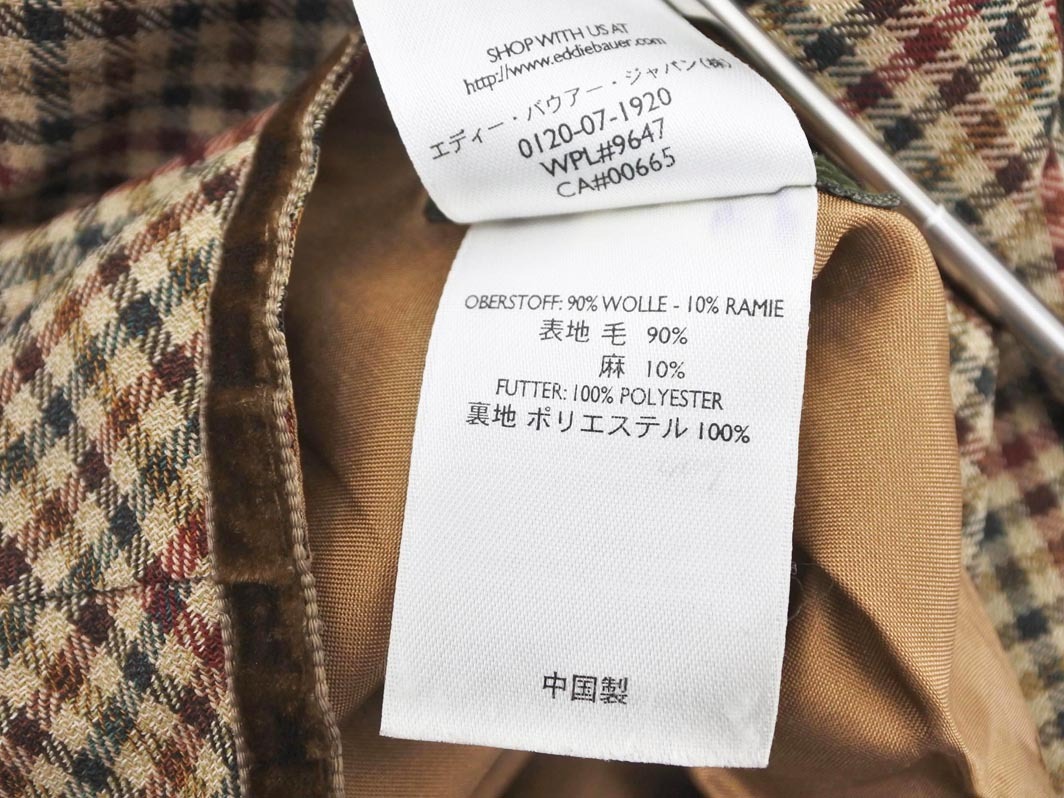 SHOP WITH US AT
http://www.eddiebauer.com
エディー・バウアー・ジャパン(株)
0120-07-1920
WPL#9647
CA#00665
OBERSTOFF: 90% WOLLE - 10% RAMIE
表地 毛 90%
麻 10%
FUTTER: 100% POLYESTER
裏地 ポリエステル 100%
中国製